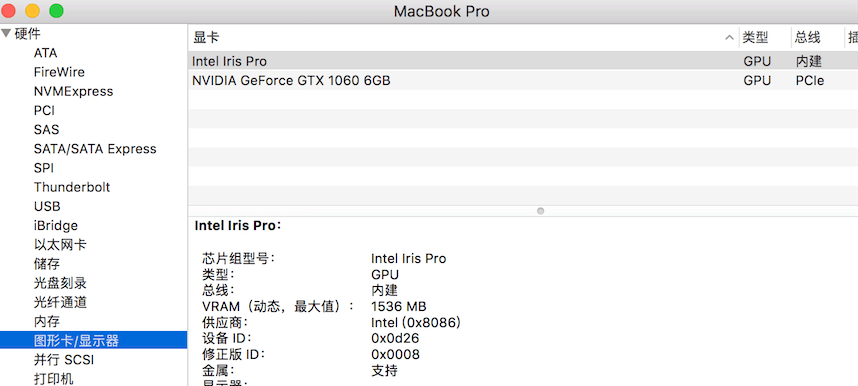 MacBook Pro
硬件
ATA
FireWire
NVMExpress
PCI
SAS
SATA/SATA Express
SPI
Thunderbolt
USB
iBridge
以太网卡
储存
光盘刻录
光纤通道
内存
图形卡/显示器
并行 SCSI
打印机
显卡 类型 总线 插
Intel Iris Pro GPU 内建
NVIDIA GeForce GTX 1060 6GB GPU PCIe
Intel Iris Pro：
芯片组型号： Intel Iris Pro
类型： GPU
总线： 内建
VRAM（动态，最大值）： 1536 MB
供应商： Intel (0x8086)
设备 ID： 0x0d26
修正版 ID： 0x0008
金属： 支持
显示器：